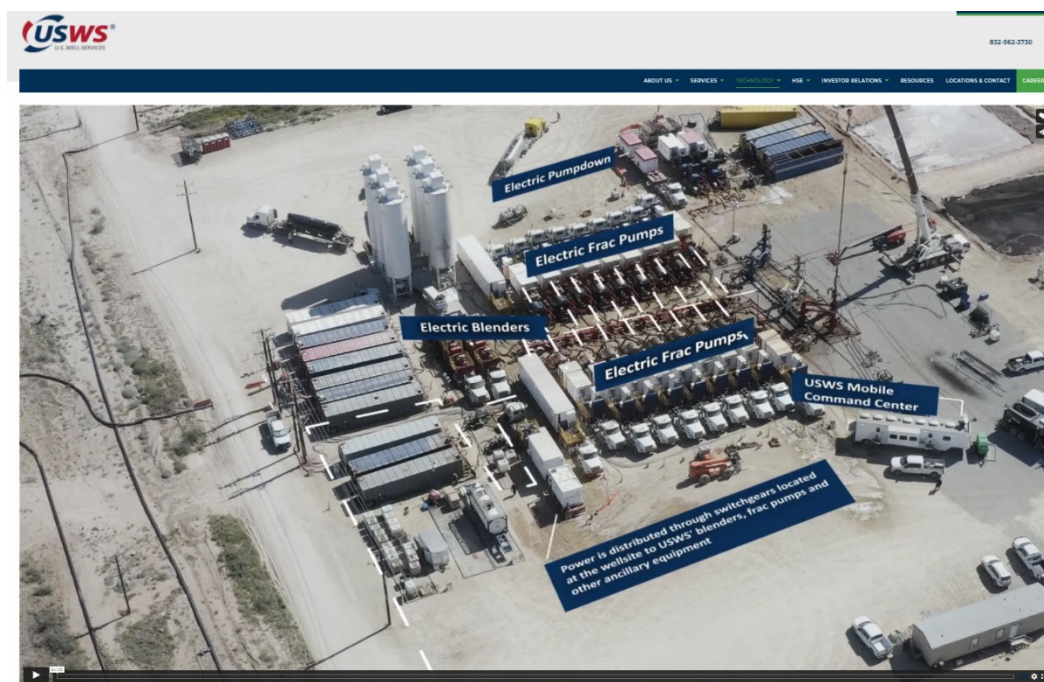 USWS®
U.S. WELL SERVICES
832-562-3730
ABOUT US SERVICES TECHNOLOGY HSE INVESTOR RELATIONS RESOURCES LOCATIONS & CONTACT CAREER
Electric Pumpdown
Electric Frac Pumps
Electric Blenders
Electric Frac Pumps
USWS Mobile
Command Center
Power is distributed through switchgears located
at the wellsite to USWS' blenders, frac pumps and
other ancillary equipment